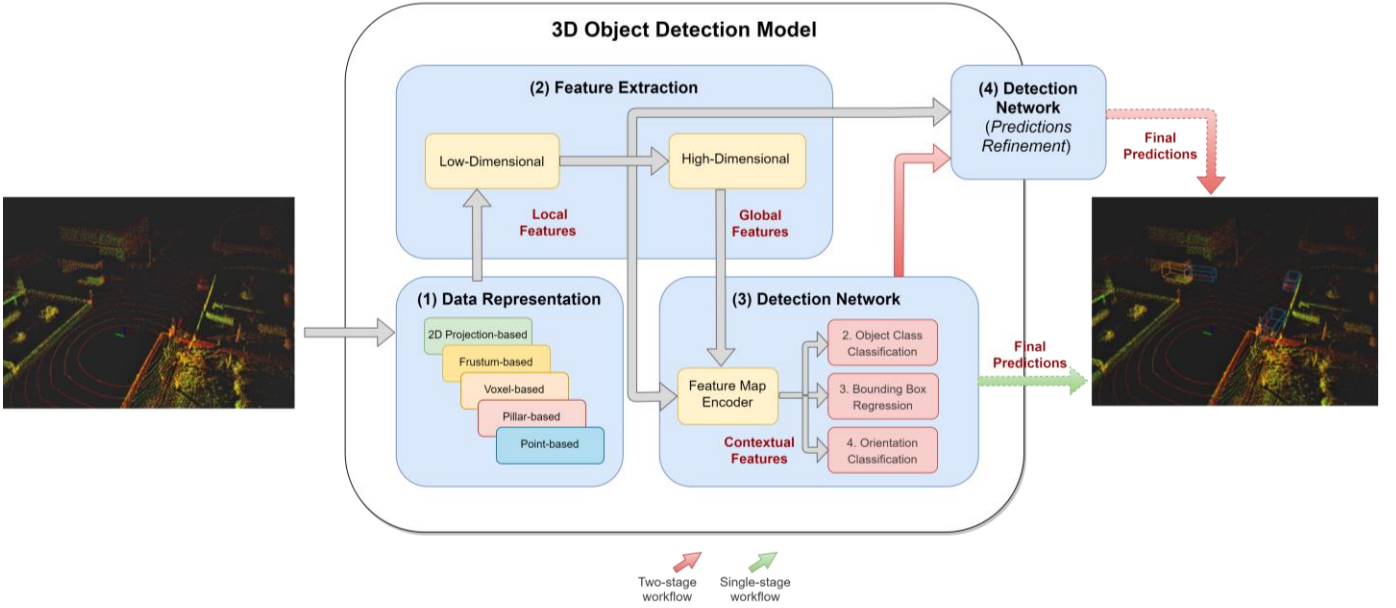 3D Object Detection Model
(2) Feature Extraction
Low-Dimensional
High-Dimensional
Local
Features
Global
Features
(4) Detection
Network
(Predictions
Refinement)
Final
Predictions
(1) Data Representation
2D Projection-based
Frustum-based
Voxel-based
Pillar-based
Point-based
(3) Detection Network
Feature Map
Encoder
Contextual
Features
2. Object Class
Classification
3. Bounding Box
Regression
4. Orientation
Classification
Final
Predictions
Two-stage
workflow
Single-stage
workflow